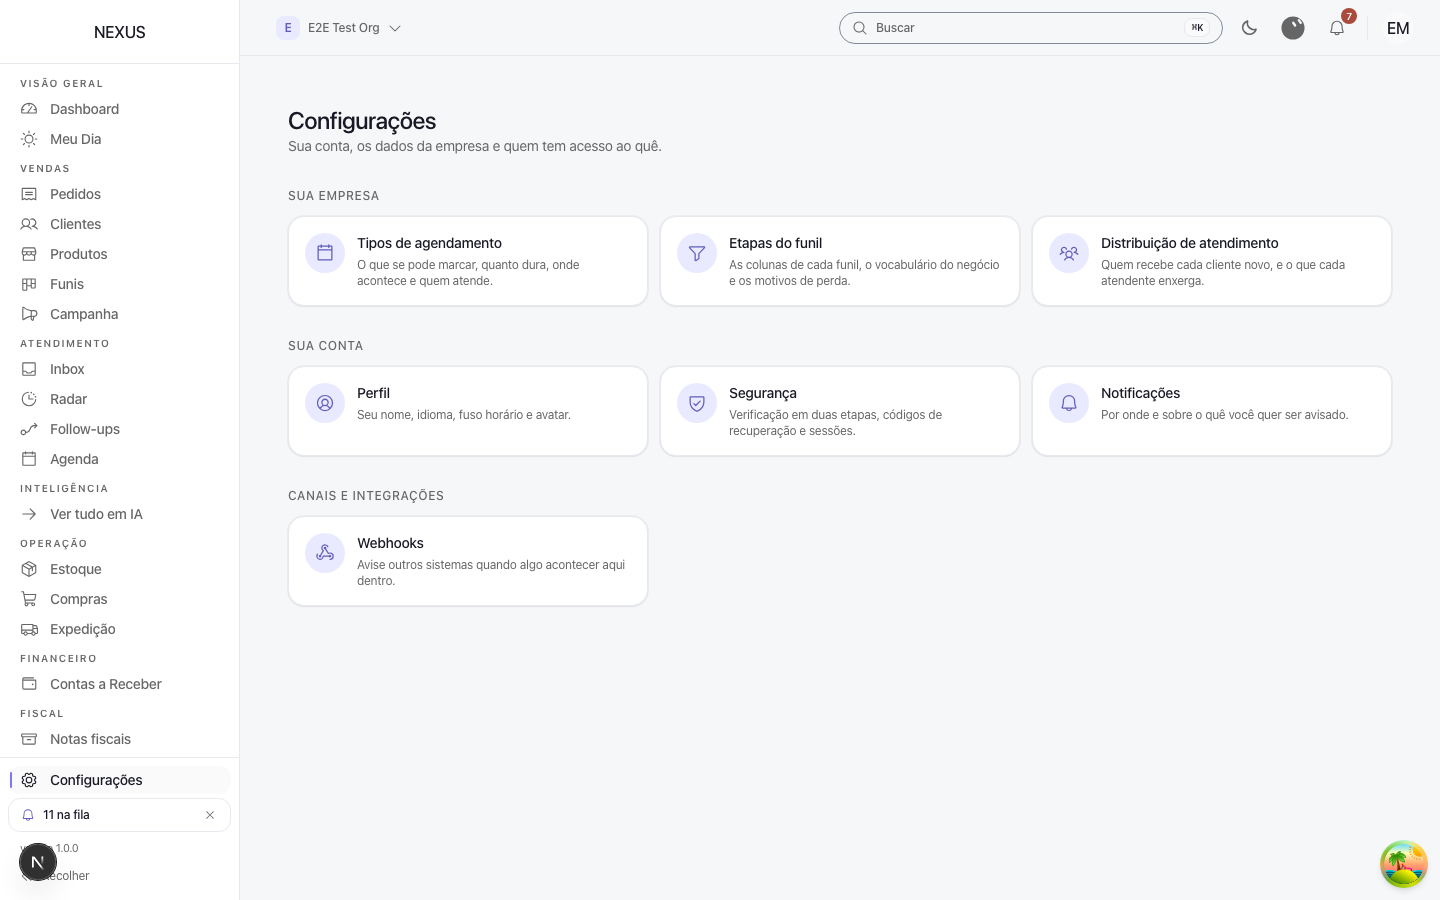 NEXUS
E
E2E Test Org
Buscar
⌘K
7
EM
VISÃO GERAL
Dashboard
Meu Dia
VENDAS
Pedidos
Clientes
Produtos
Funis
Campanha
ATENDIMENTO
Inbox
Radar
Follow-ups
Agenda
INTELIGÊNCIA
Ver tudo em IA
OPERAÇÃO
Estoque
Compras
Expedição
FINANCEIRO
Contas a Receber
FISCAL
Notas fiscais
Configurações
11 na fila
1.0.0
N
Configurações
Sua conta, os dados da empresa e quem tem acesso ao quê.
SUA EMPRESA
Tipos de agendamento
O que se pode marcar, quanto dura, onde
acontece e quem atende.
Etapas do funil
As colunas de cada funil, o vocabulário do negócio
e os motivos de perda.
Distribuição de atendimento
Quem recebe cada cliente novo, e o que cada
atendente enxerga.
SUA CONTA
Perfil
Seu nome, idioma, fuso horário e avatar.
Segurança
Verificação em duas etapas, códigos de
recuperação e sessões.
Notificações
Por onde e sobre o quê você quer ser avisado.
CANAIS E INTEGRAÇÕES
Webhooks
Avise outros sistemas quando algo acontecer aqui
dentro.